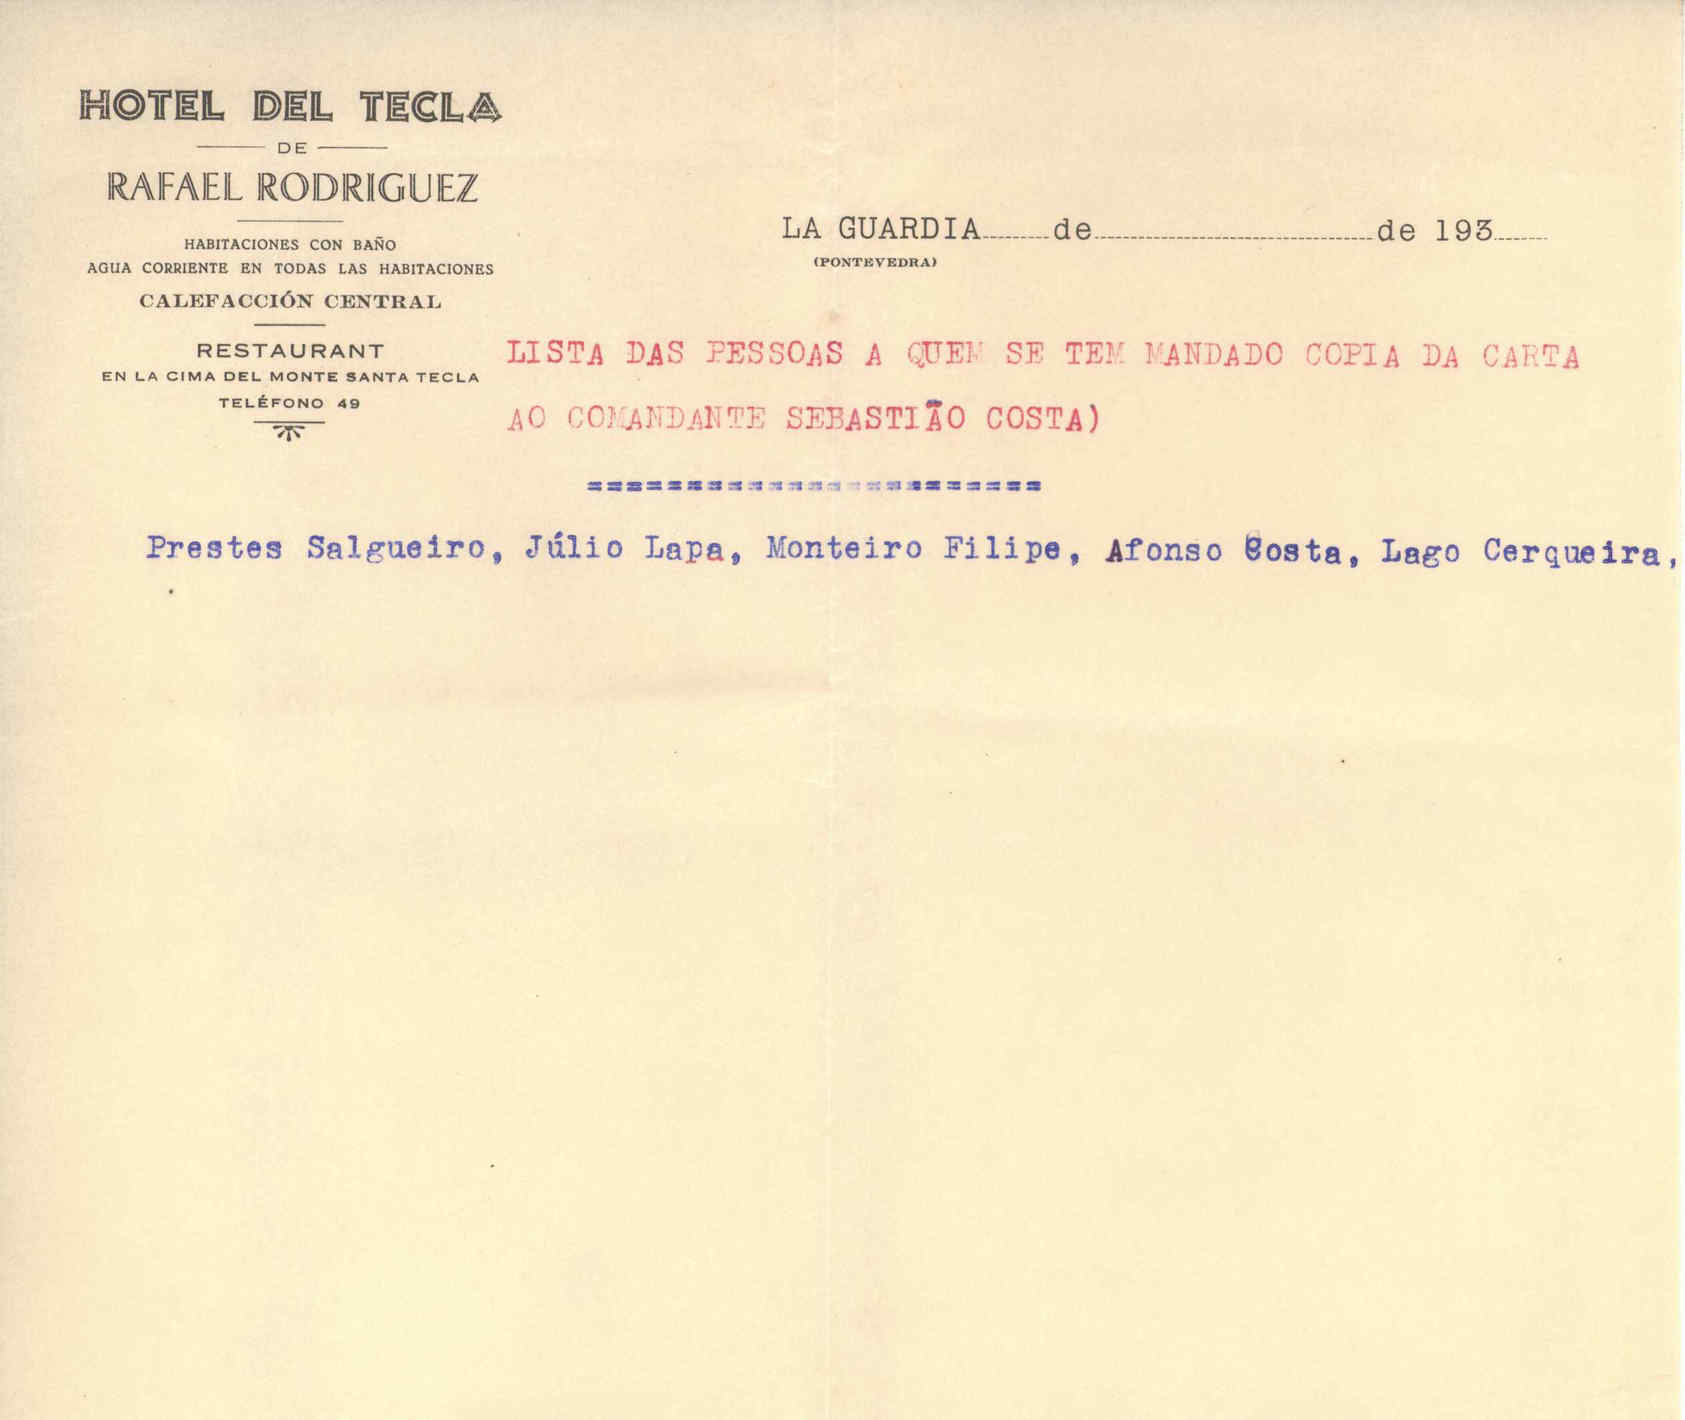 HOTEL DEL TECLA
DE
RAFAEL RODRIGUEZ
HABITACIONES CON BAÑO
AGUA CORRIENTE EN TODAS LAS HABITACIONES
CALEFACCIÓN CENTRAL
RESTAURANT
EN LA CIMA DEL MONTE SANTA TECLA
TELÉFONO 49
LA GUARDIA........de................................de 193.......
(PONTEVEDRA)
LISTA DAS PESSOAS A QUEM SE TEM MANDADO COPIA DA CARTA
AO COMANDANTE SEBASTIÃO COSTA)
=======================
Prestes Salgueiro, Júlio Lapa, Monteiro Filipe, Afonso Costa, Lago Cerqueira,